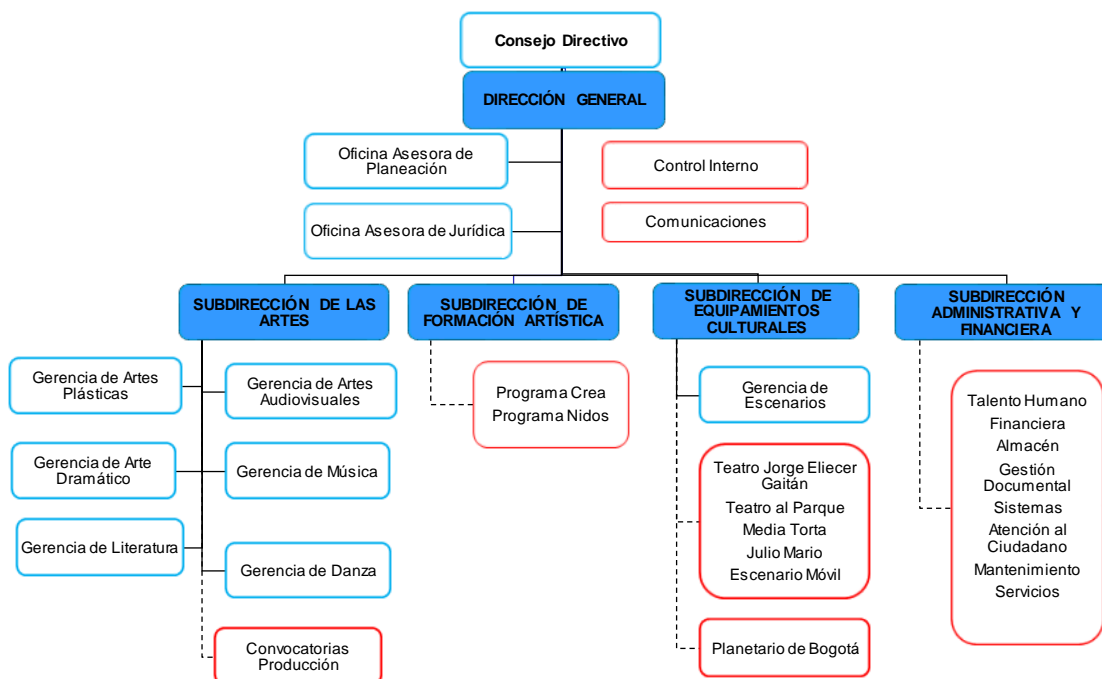 Consejo Directivo
DIRECCIÓN GENERAL
Oficina Asesora de
Planeación
Control Interno
Oficina Asesora de Jurídica
Comunicaciones
SUBDIRECCIÓN DE LAS
ARTES
SUBDIRECCIÓN DE
FORMACIÓN ARTÍSTICA
SUBDIRECCIÓN DE
EQUIPAMIENTOS
CULTURALES
SUBDIRECCIÓN
ADMINISTRATIVA Y
FINANCIERA
Gerencia de Artes
Plásticas
Gerencia de Artes
Audiovisuales
Gerencia de Arte
Dramático
Gerencia de Música
Gerencia de Literatura
Gerencia de Danza
Convocatorias
Producción
Programa Crea
Programa Nidos
Gerencia de
Escenarios
Teatro Jorge Eliecer
Gaitán
Teatro al Parque
Media Torta
Julio Mario
Escenario Móvil
Planetario de Bogotá
Talento Humano
Financiera
Almacén
Gestión
Documental
Sistemas
Atención al
Ciudadano
Mantenimiento
Servicios